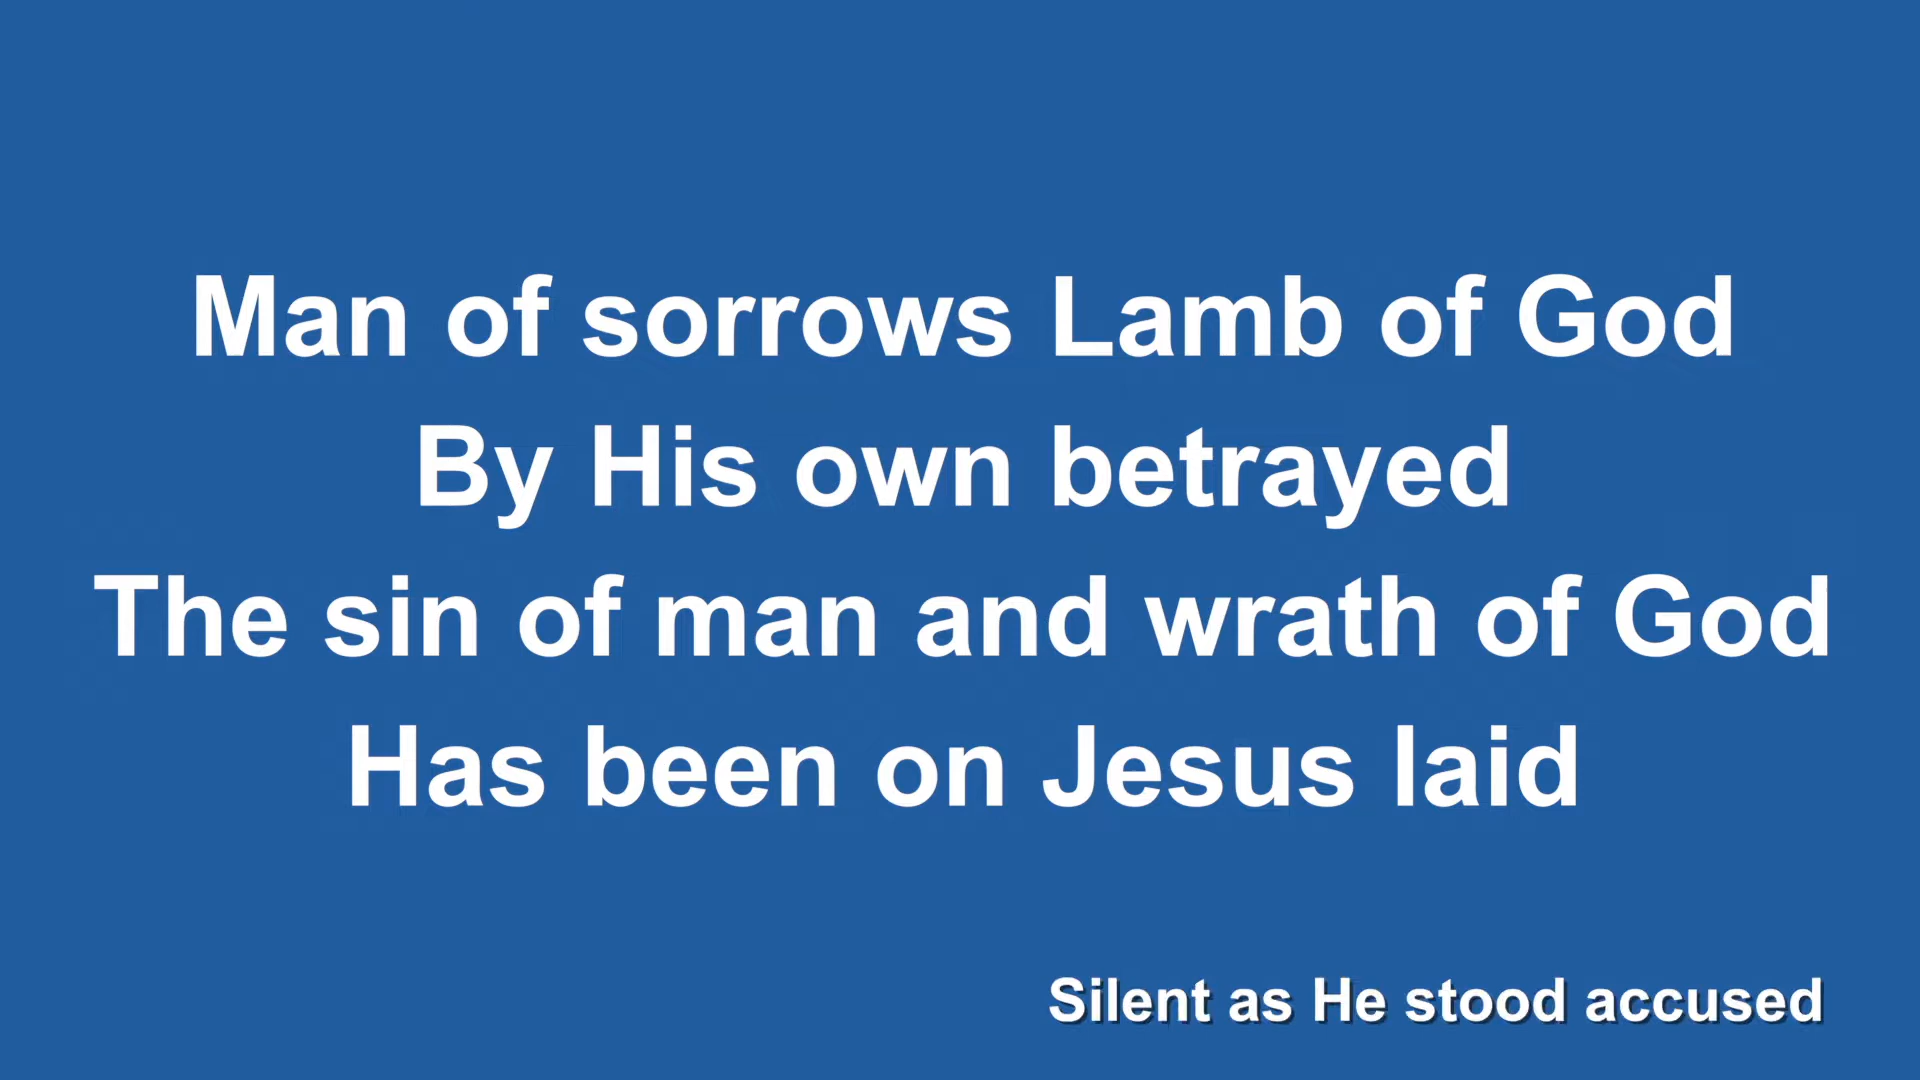 Man of sorrows Lamb of God
By His own betrayed
The sin of man and wrath of God
Has been on Jesus laid
Silent as He stood accused